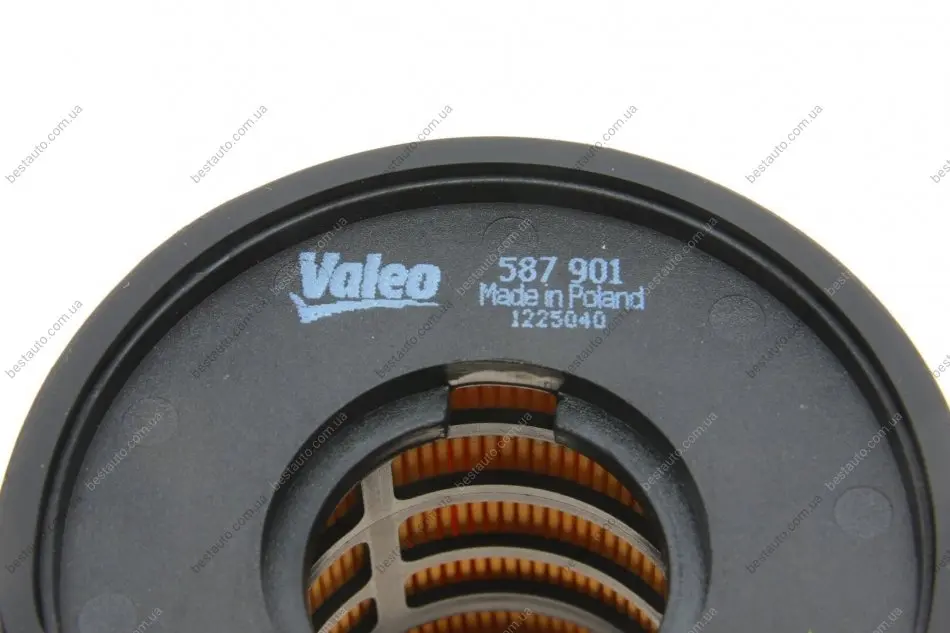 Valeo
587 901
Made in Poland
1225040
bestauto.com.ua